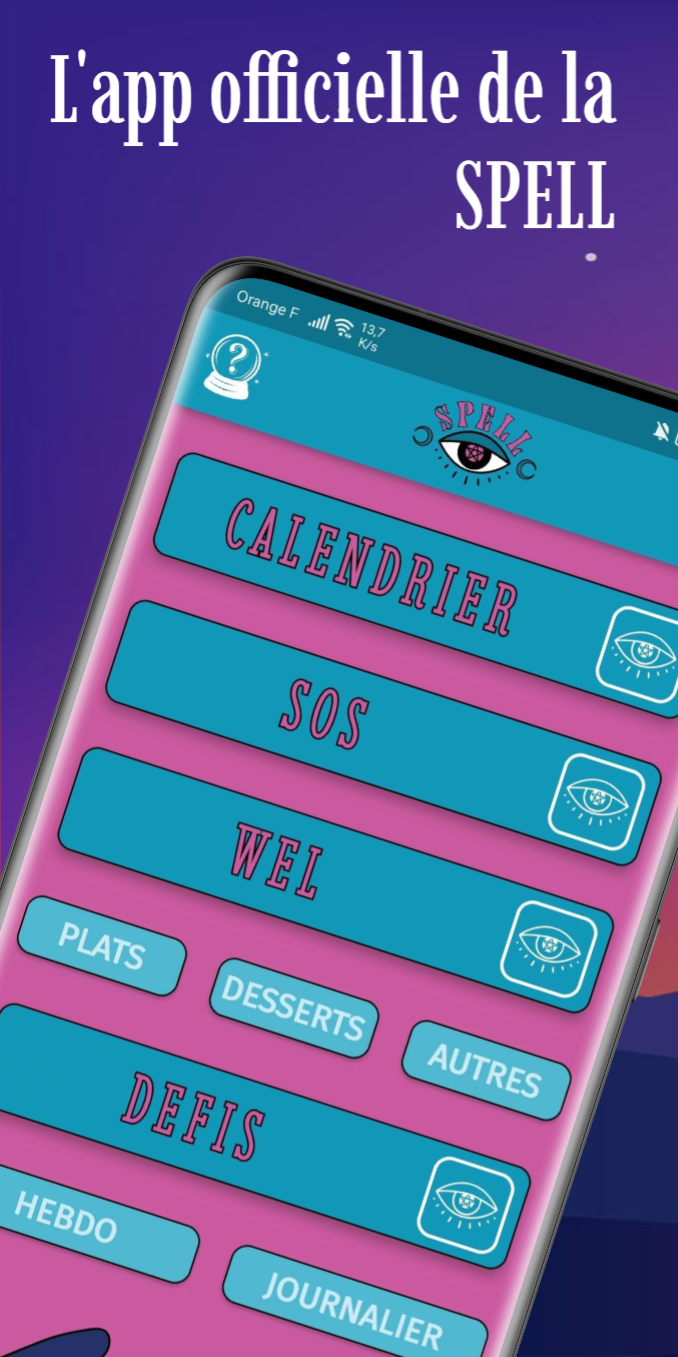 L'app officielle de la
SPELL
Orange F
13,7
K/s
?
SPELL
CALENDRIER
SOS
WEL
PLATS
DESSERTS
AUTRES
DEFIS
HEBDO
JOURNALIER